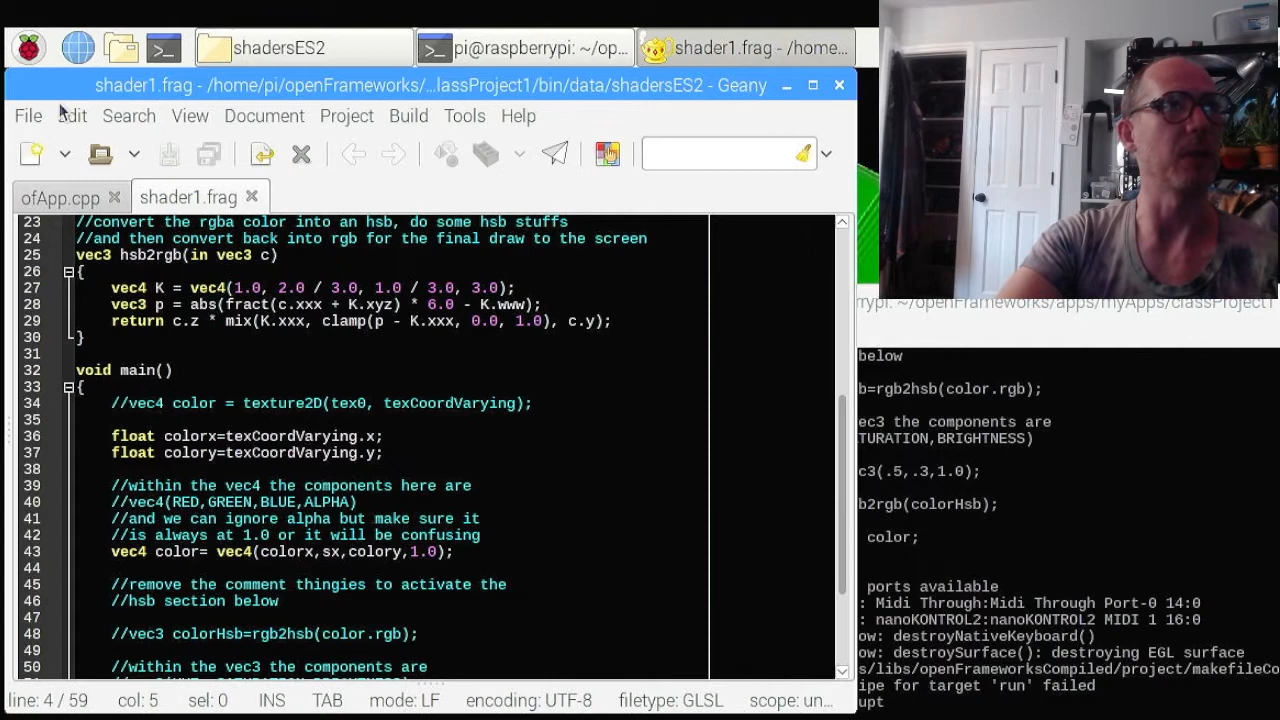 shadersES2
pi@raspberrypi: ~/op...
shader1.frag - /home...
shader1.frag - /home/pi/openFrameworks/...lassProject1/bin/data/shadersES2 - Geany
File Edit Search View Document Project Build Tools Help
ofApp.cpp
shader1.frag
23 //convert the rgba color into an hsb, do some hsb stuffs
24 //and then convert back into rgb for the final draw to the screen
25 vec3 hsb2rgb(in vec3 c)
26 {
27 vec4 K = vec4(1.0, 2.0 / 3.0, 1.0 / 3.0, 3.0);
28 vec3 p = abs(fract(c.xxx + K.xyz) * 6.0 - K.www);
29 return c.z * mix(K.xxx, clamp(p - K.xxx, 0.0, 1.0), c.y);
30 }
31
32 void main()
33 {
34 //vec4 color = texture2D(tex0, texCoordVarying);
35
36 float colorx=texCoordVarying.x;
37 float colory=texCoordVarying.y;
38
39 //within the vec4 the components here are
40 //vec4(RED,GREEN,BLUE,ALPHA)
41 //and we can ignore alpha but make sure it
42 //is always at 1.0 or it will be confusing
43 vec4 color= vec4(colorx,sx,colory,1.0);
44
45 //remove the comment thingies to activate the
46 //hsb section below
47
48 //vec3 colorHsb=rgb2hsb(color.rgb);
49
50 //within the vec3 the components are
line: 4 / 59 col: 5 sel: 0 INS TAB mode: LF encoding: UTF-8 filetype: GLSL scope: un...
rypi: ~/openFrameworks/apps/myApps/classProject1
below
b=rgb2hsb(color.rgb);
ec3 the components are
TURATION,BRIGHTNESS)
c3(.5,.3,1.0);
b2rgb(colorHsb);
color;
ports available
: Midi Through:Midi Through Port-0 14:0
: nanoKONTROL2:nanoKONTROL2 MIDI 1 16:0
ow: destroyNativeKeyboard()
ow: destroySurface(): destroying EGL surface
s/libs/openFrameworksCompiled/project/makefileCo
ipe for target 'run' failed
upt